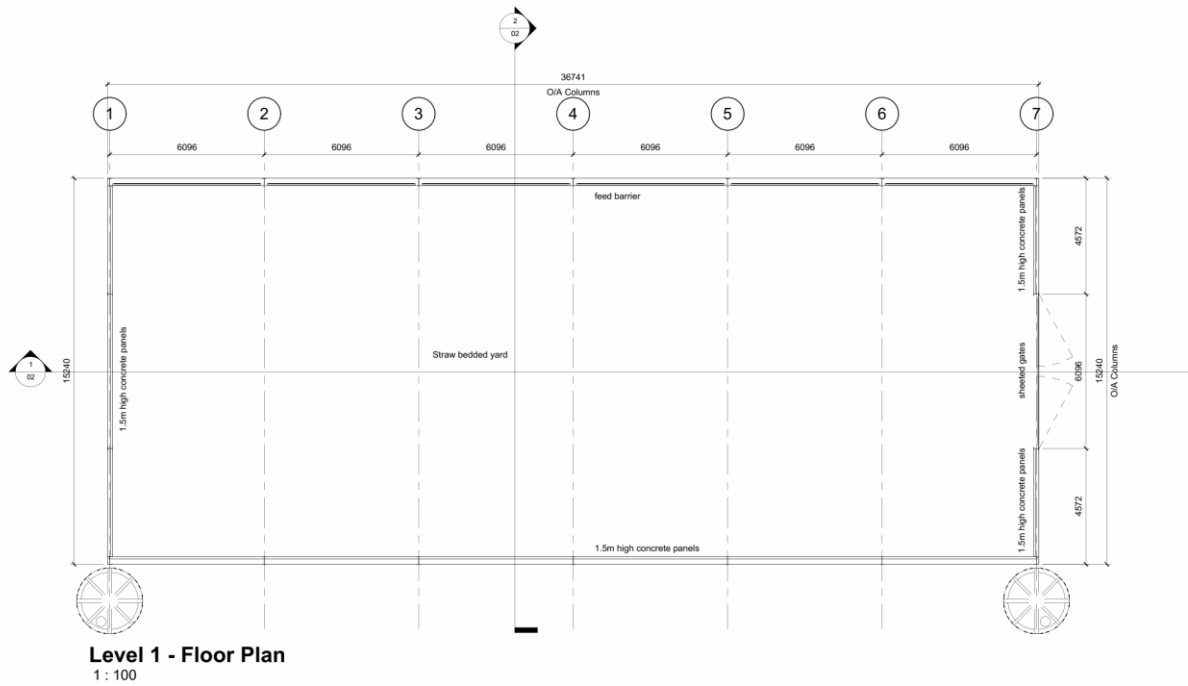 2
02
36741
O/A Columns
1 2 3 4 5 6 7
6096 6096 6096 6096 6096 6096
feed barrier
1.5m high concrete panels
4572
Straw bedded yard
1.5m high concrete panels
15240
1
02
sheeted gates
6096
15240
O/A Columns
1.5m high concrete panels
4572
1.5m high concrete panels
Level 1 - Floor Plan
1 : 100